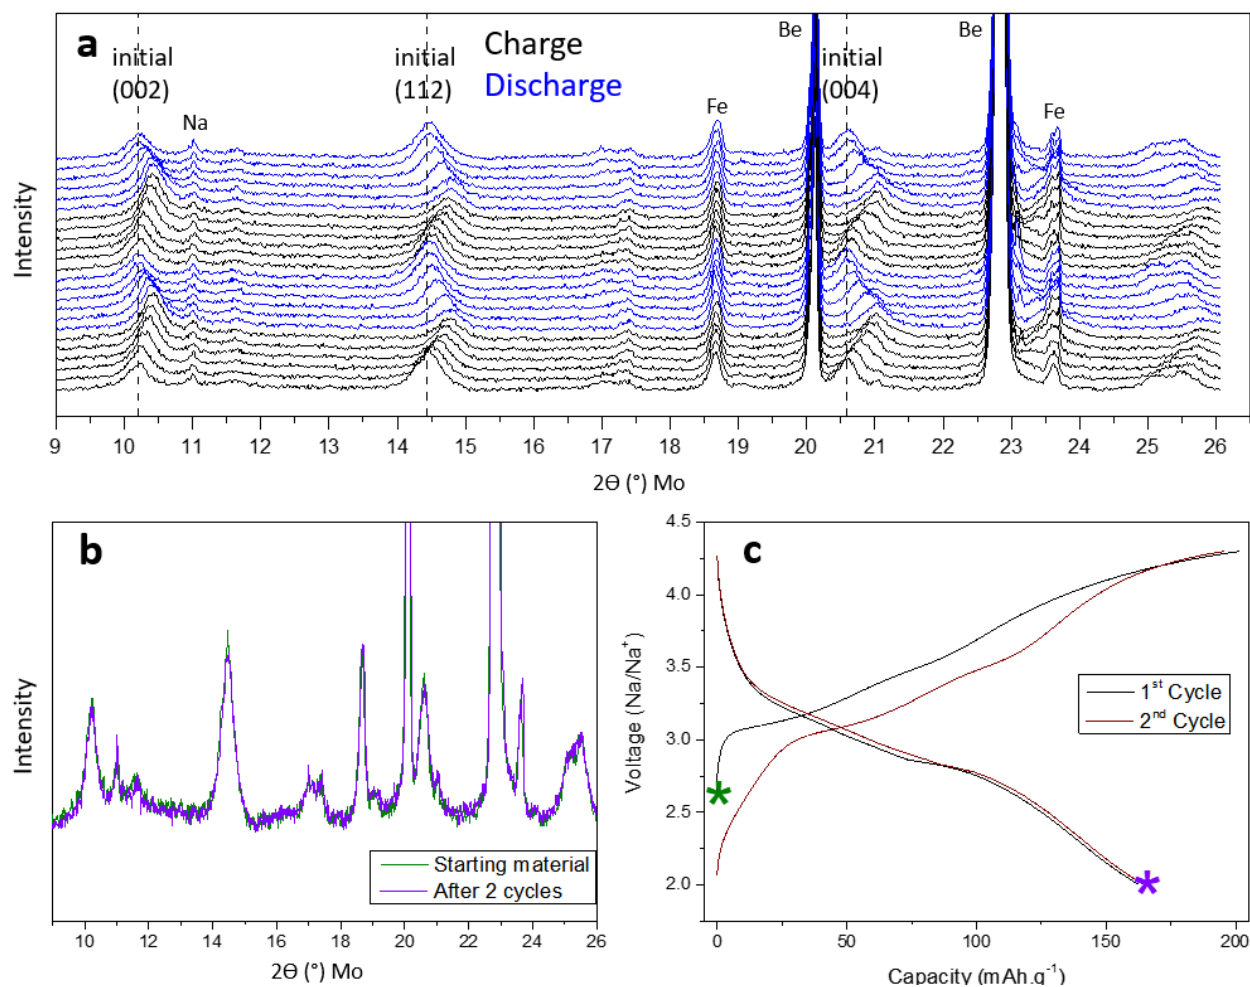 a
initial
(002)
Na
initial
(112)
Charge
Discharge
Fe
Be
initial
(004)
Be
Fe
Intensity
9 10 11 12 13 14 15 16 17 18 19 20 21 22 23 24 25 26
2Θ (°) Mo
b
Intensity
Starting material
After 2 cycles
10 12 14 16 18 20 22 24 26
2Θ (°) Mo
c
4.5
4.0
3.5
3.0
2.5
2.0
Voltage (Na/Na⁺)
1ˢᵗ Cycle
2ⁿᵈ Cycle
0 50 100 150 200
Capacity (mAh.g⁻¹)